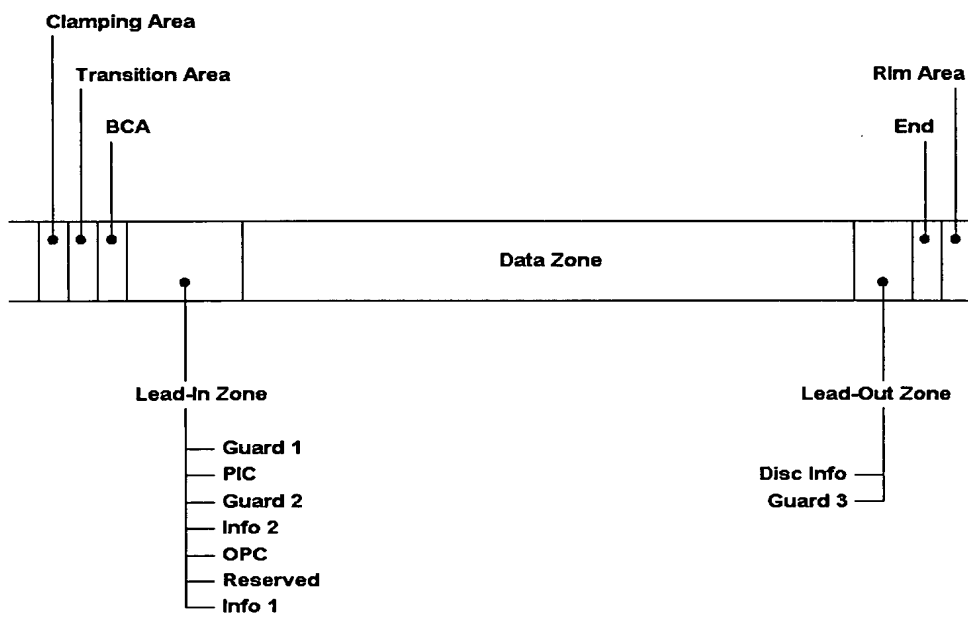 Clamping Area
Transition Area
Rim Area
BCA
End
Data Zone
Lead-In Zone
Lead-Out Zone
Guard 1
PIC
Disc Info
Guard 2
Guard 3
Info 2
OPC
Reserved
Info 1